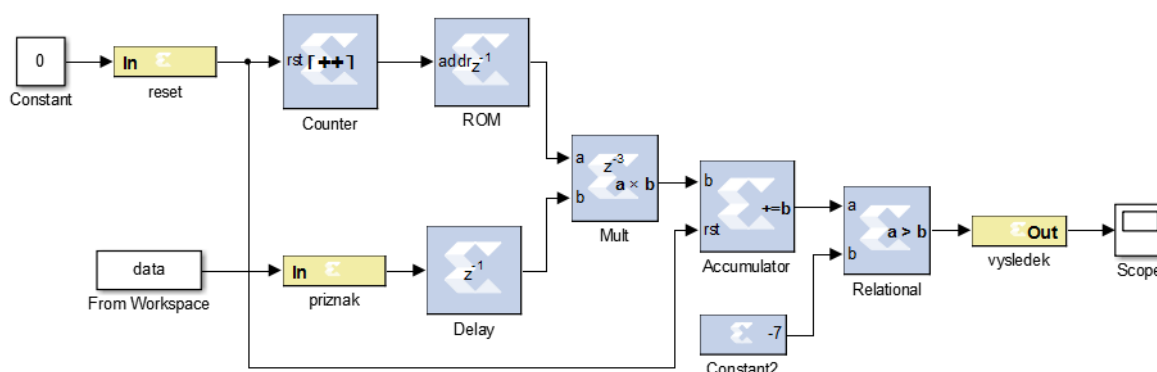 0
Constant
In
reset
rst
⌈++⌉
Counter
addr
z⁻¹
ROM
a
b
z⁻³
a × b
Mult
data
From Workspace
In
priznak
z⁻¹
Delay
b
rst
+=b
Accumulator
-7
Constant2
a
b
a > b
Relational
Out
vysledek
Scope